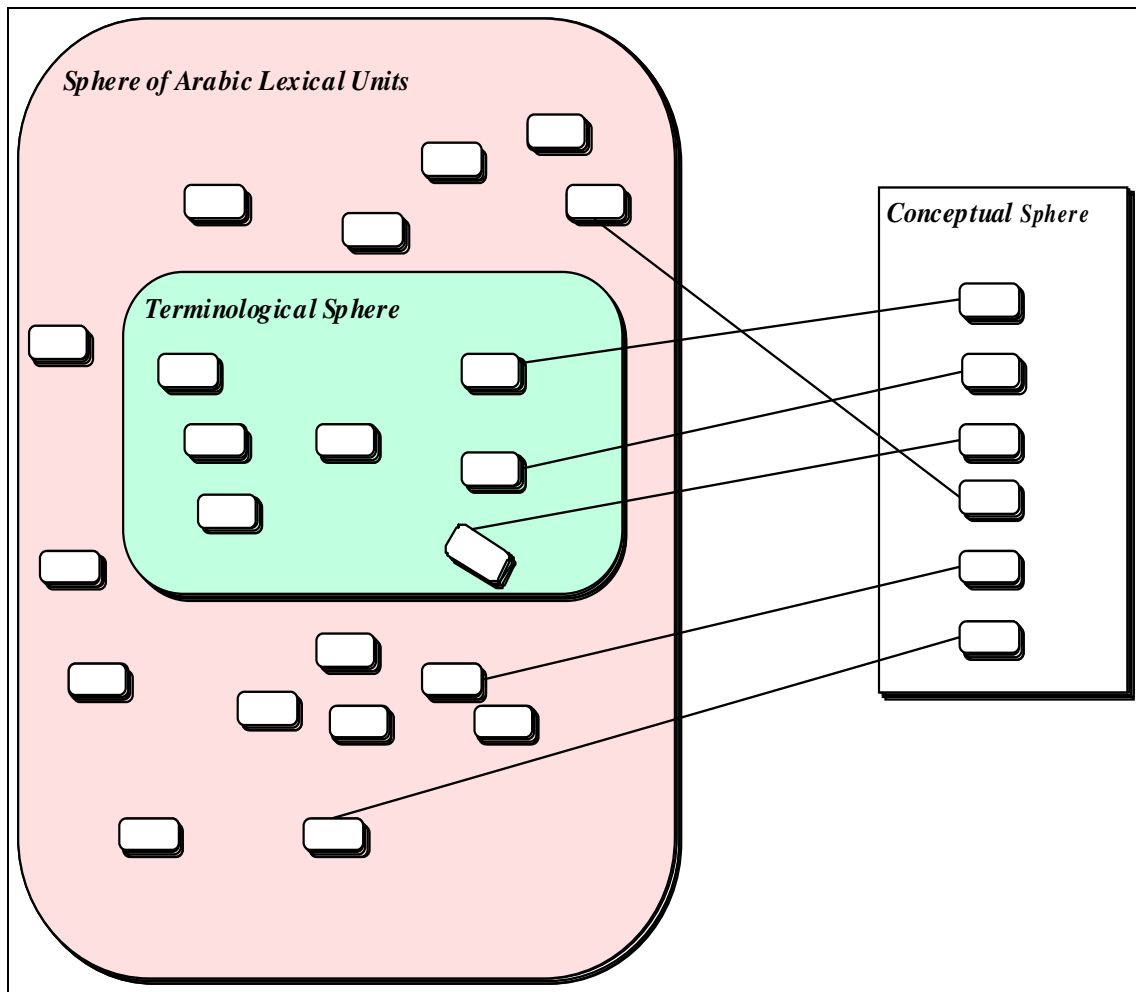 Sphere of Arabic Lexical Units
Conceptual Sphere
Terminological Sphere